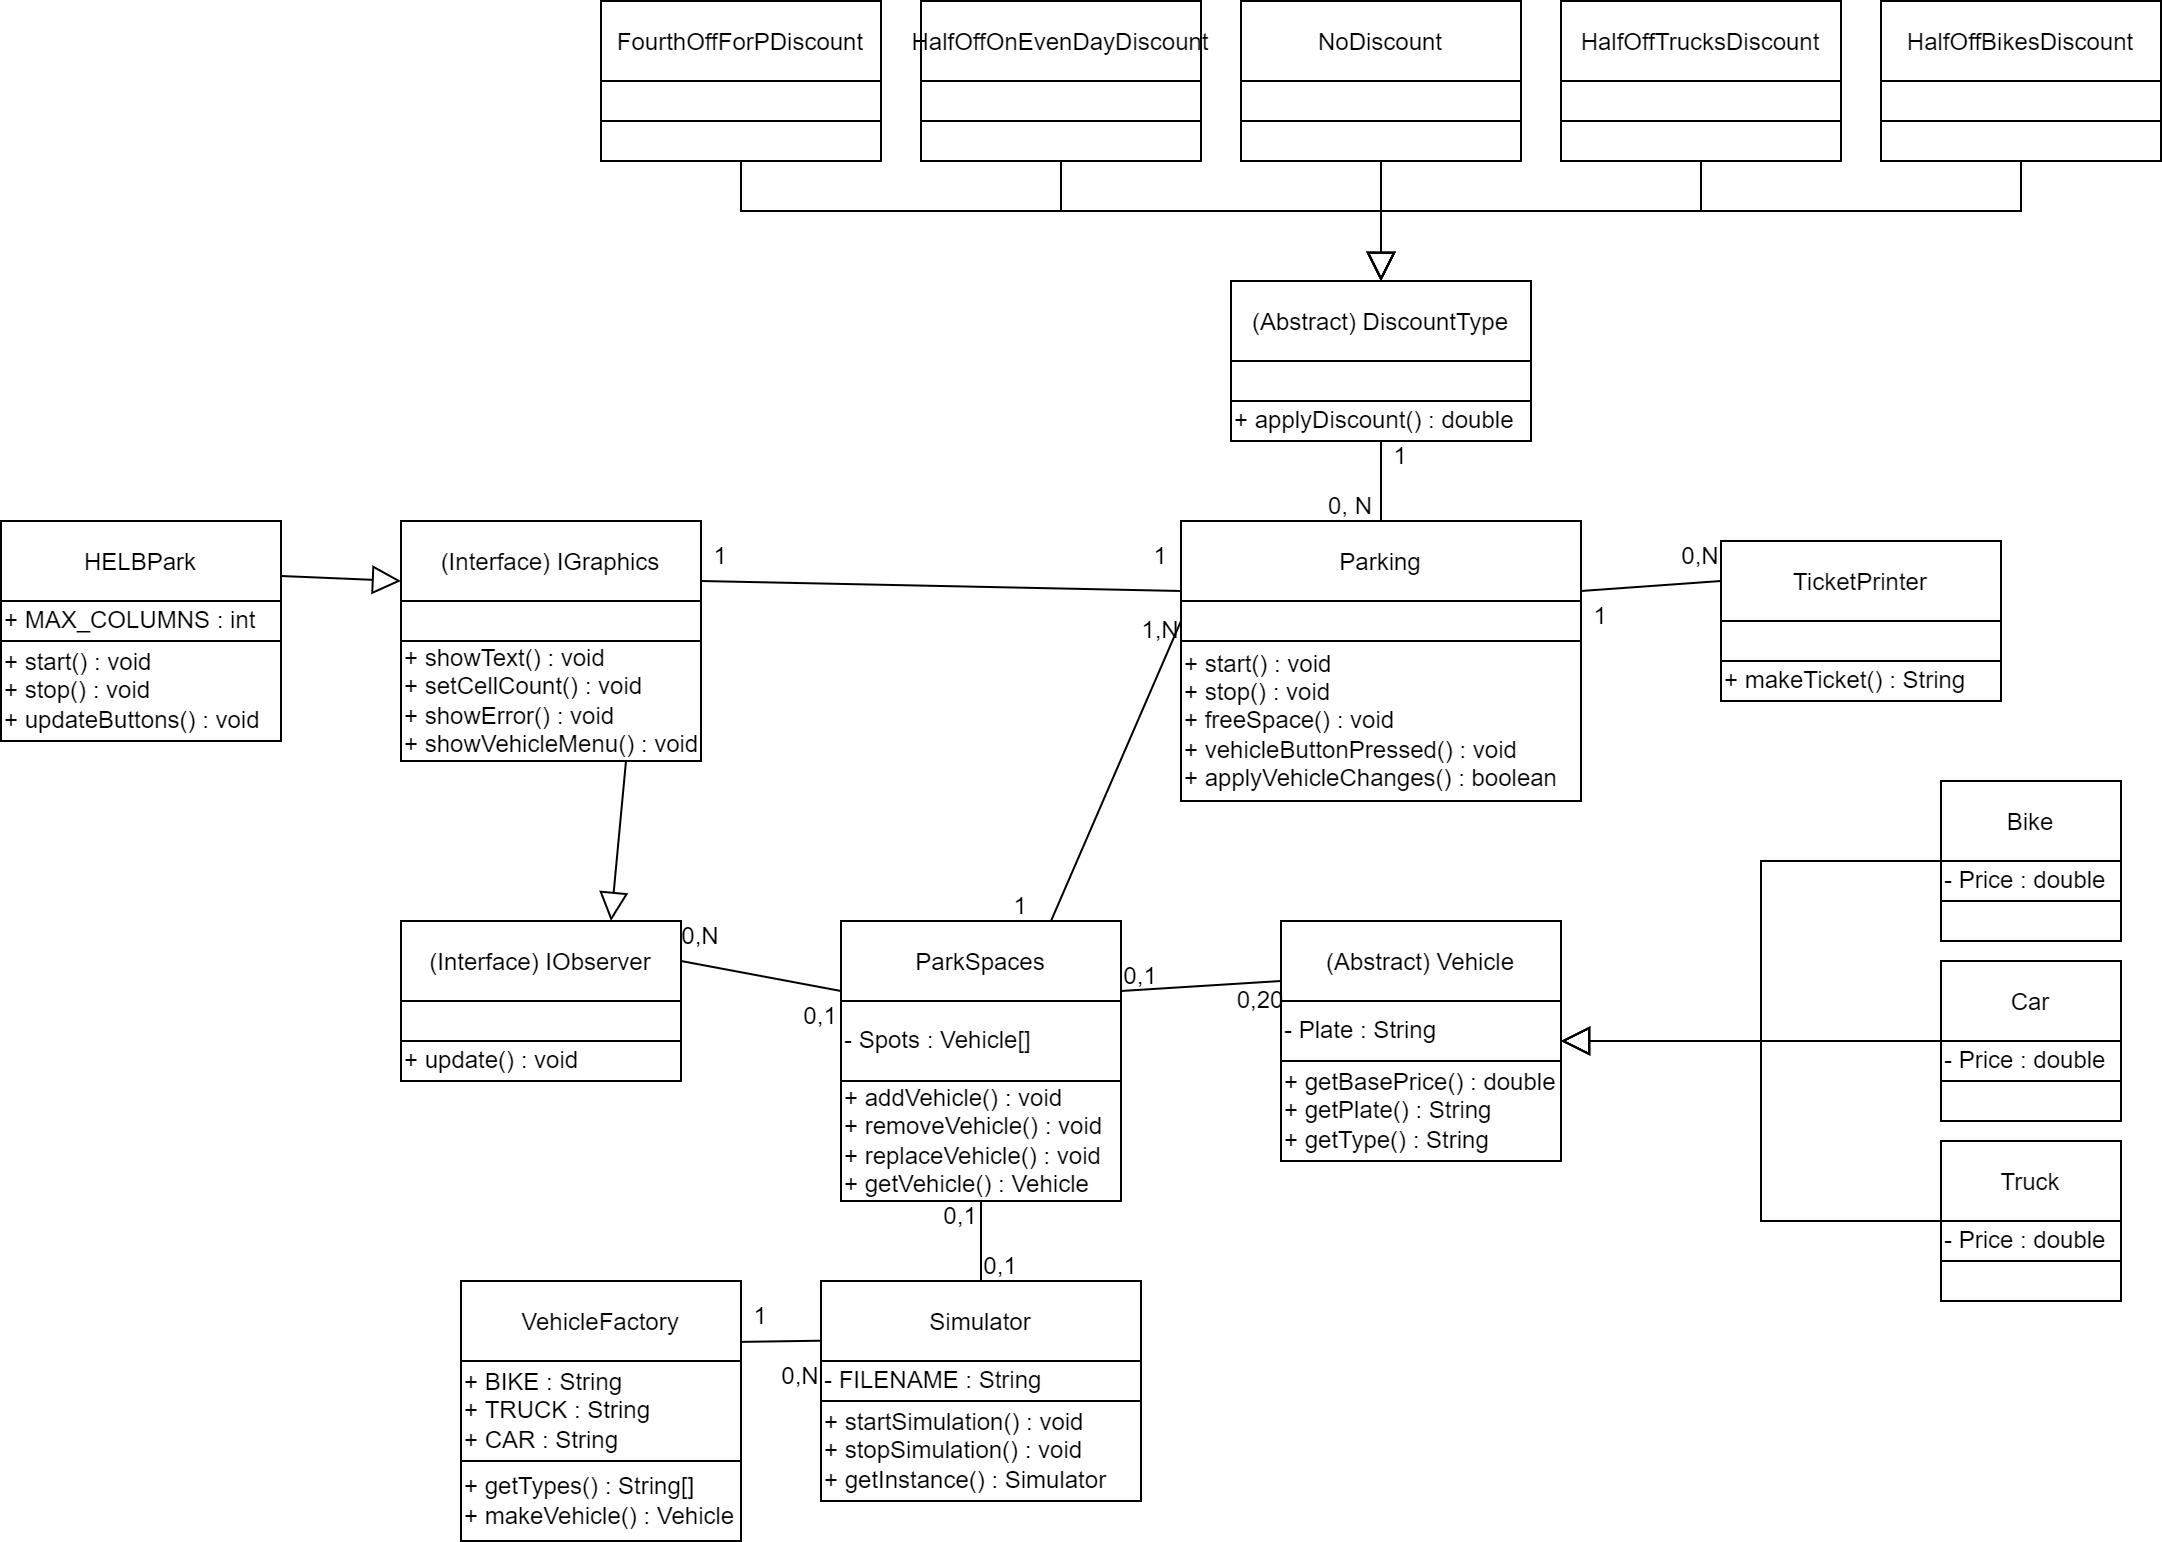 FourthOffForPDiscount
HalfOffOnEvenDayDiscount
NoDiscount
HalfOffTrucksDiscount
HalfOffBikesDiscount
(Abstract) DiscountType
+ applyDiscount() : double
1
0, N
HELBPark
+ MAX_COLUMNS : int
+ start() : void
+ stop() : void
+ updateButtons() : void
(Interface) IGraphics
+ showText() : void
+ setCellCount() : void
+ showError() : void
+ showVehicleMenu() : void
1
1
Parking
+ start() : void
+ stop() : void
+ freeSpace() : void
+ vehicleButtonPressed() : void
+ applyVehicleChanges() : boolean
1,N
0,N
1
TicketPrinter
+ makeTicket() : String
1
(Interface) IObserver
+ update() : void
0,N
0,1
ParkSpaces
- Spots : Vehicle[]
+ addVehicle() : void
+ removeVehicle() : void
+ replaceVehicle() : void
+ getVehicle() : Vehicle
0,1
0,20
(Abstract) Vehicle
- Plate : String
+ getBasePrice() : double
+ getPlate() : String
+ getType() : String
Bike
- Price : double
Car
- Price : double
Truck
- Price : double
0,1
0,1
VehicleFactory
+ BIKE : String
+ TRUCK : String
+ CAR : String
+ getTypes() : String[]
+ makeVehicle() : Vehicle
1
0,N
Simulator
- FILENAME : String
+ startSimulation() : void
+ stopSimulation() : void
+ getInstance() : Simulator